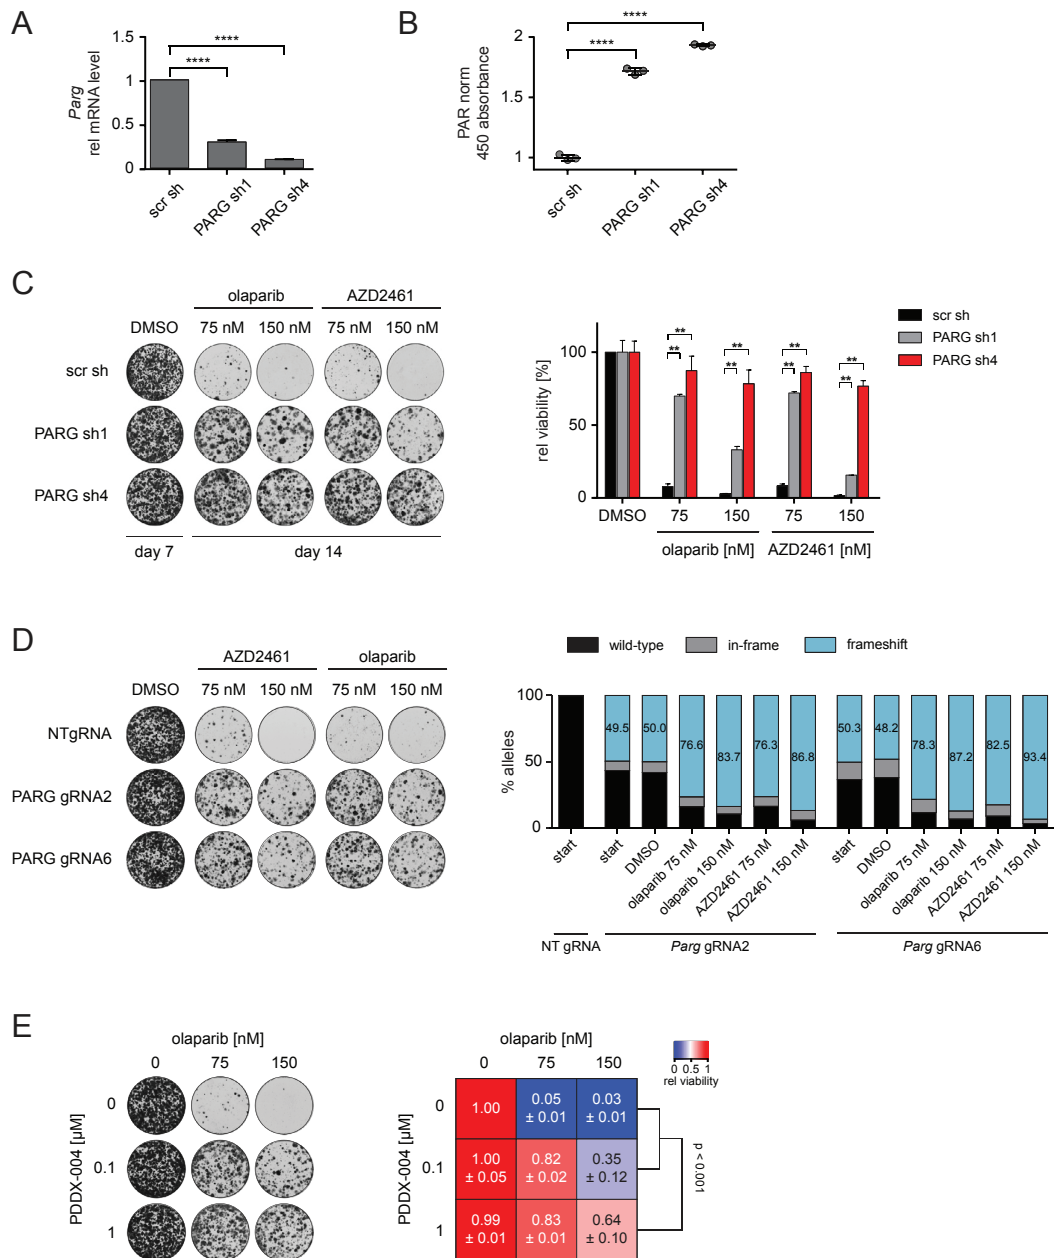 A
Parg
rel mRNA level
1.5
1
0.5
0
****
****
scr sh
PARG sh1
PARG sh4
B
PAR norm
450 absorbance
2
1.5
1
****
****
scr sh
PARG sh1
PARG sh4
C
olaparib
AZD2461
DMSO
75 nM
150 nM
75 nM
150 nM
scr sh
PARG sh1
PARG sh4
day 7
day 14
rel viability [%]
100
50
0
**
**
**
**
**
**
**
**
DMSO
75
150
75
150
olaparib [nM]
AZD2461 [nM]
scr sh
PARG sh1
PARG sh4
D
AZD2461
olaparib
DMSO
75 nM
150 nM
75 nM
150 nM
NTgRNA
PARG gRNA2
PARG gRNA6
wild-type
in-frame
frameshift
% alleles
100
50
0
49.5
50.0
76.6
83.7
76.3
86.8
50.3
48.2
78.3
87.2
82.5
93.4
start
start
DMSO
olaparib 75 nM
olaparib 150 nM
AZD2461 75 nM
AZD2461 150 nM
start
DMSO
olaparib 75 nM
olaparib 150 nM
AZD2461 75 nM
AZD2461 150 nM
NT gRNA
Parg gRNA2
Parg gRNA6
E
olaparib [nM]
0
75
150
PDDX-004 [µM]
0
0.1
1
olaparib [nM]
0
75
150
PDDX-004 [µM]
0
0.1
1
1.00
0.05
± 0.01
0.03
± 0.01
1.00
± 0.05
0.82
± 0.02
0.35
± 0.12
0.99
± 0.01
0.83
± 0.01
0.64
± 0.10
0 0.5 1
rel viability
p < 0.001